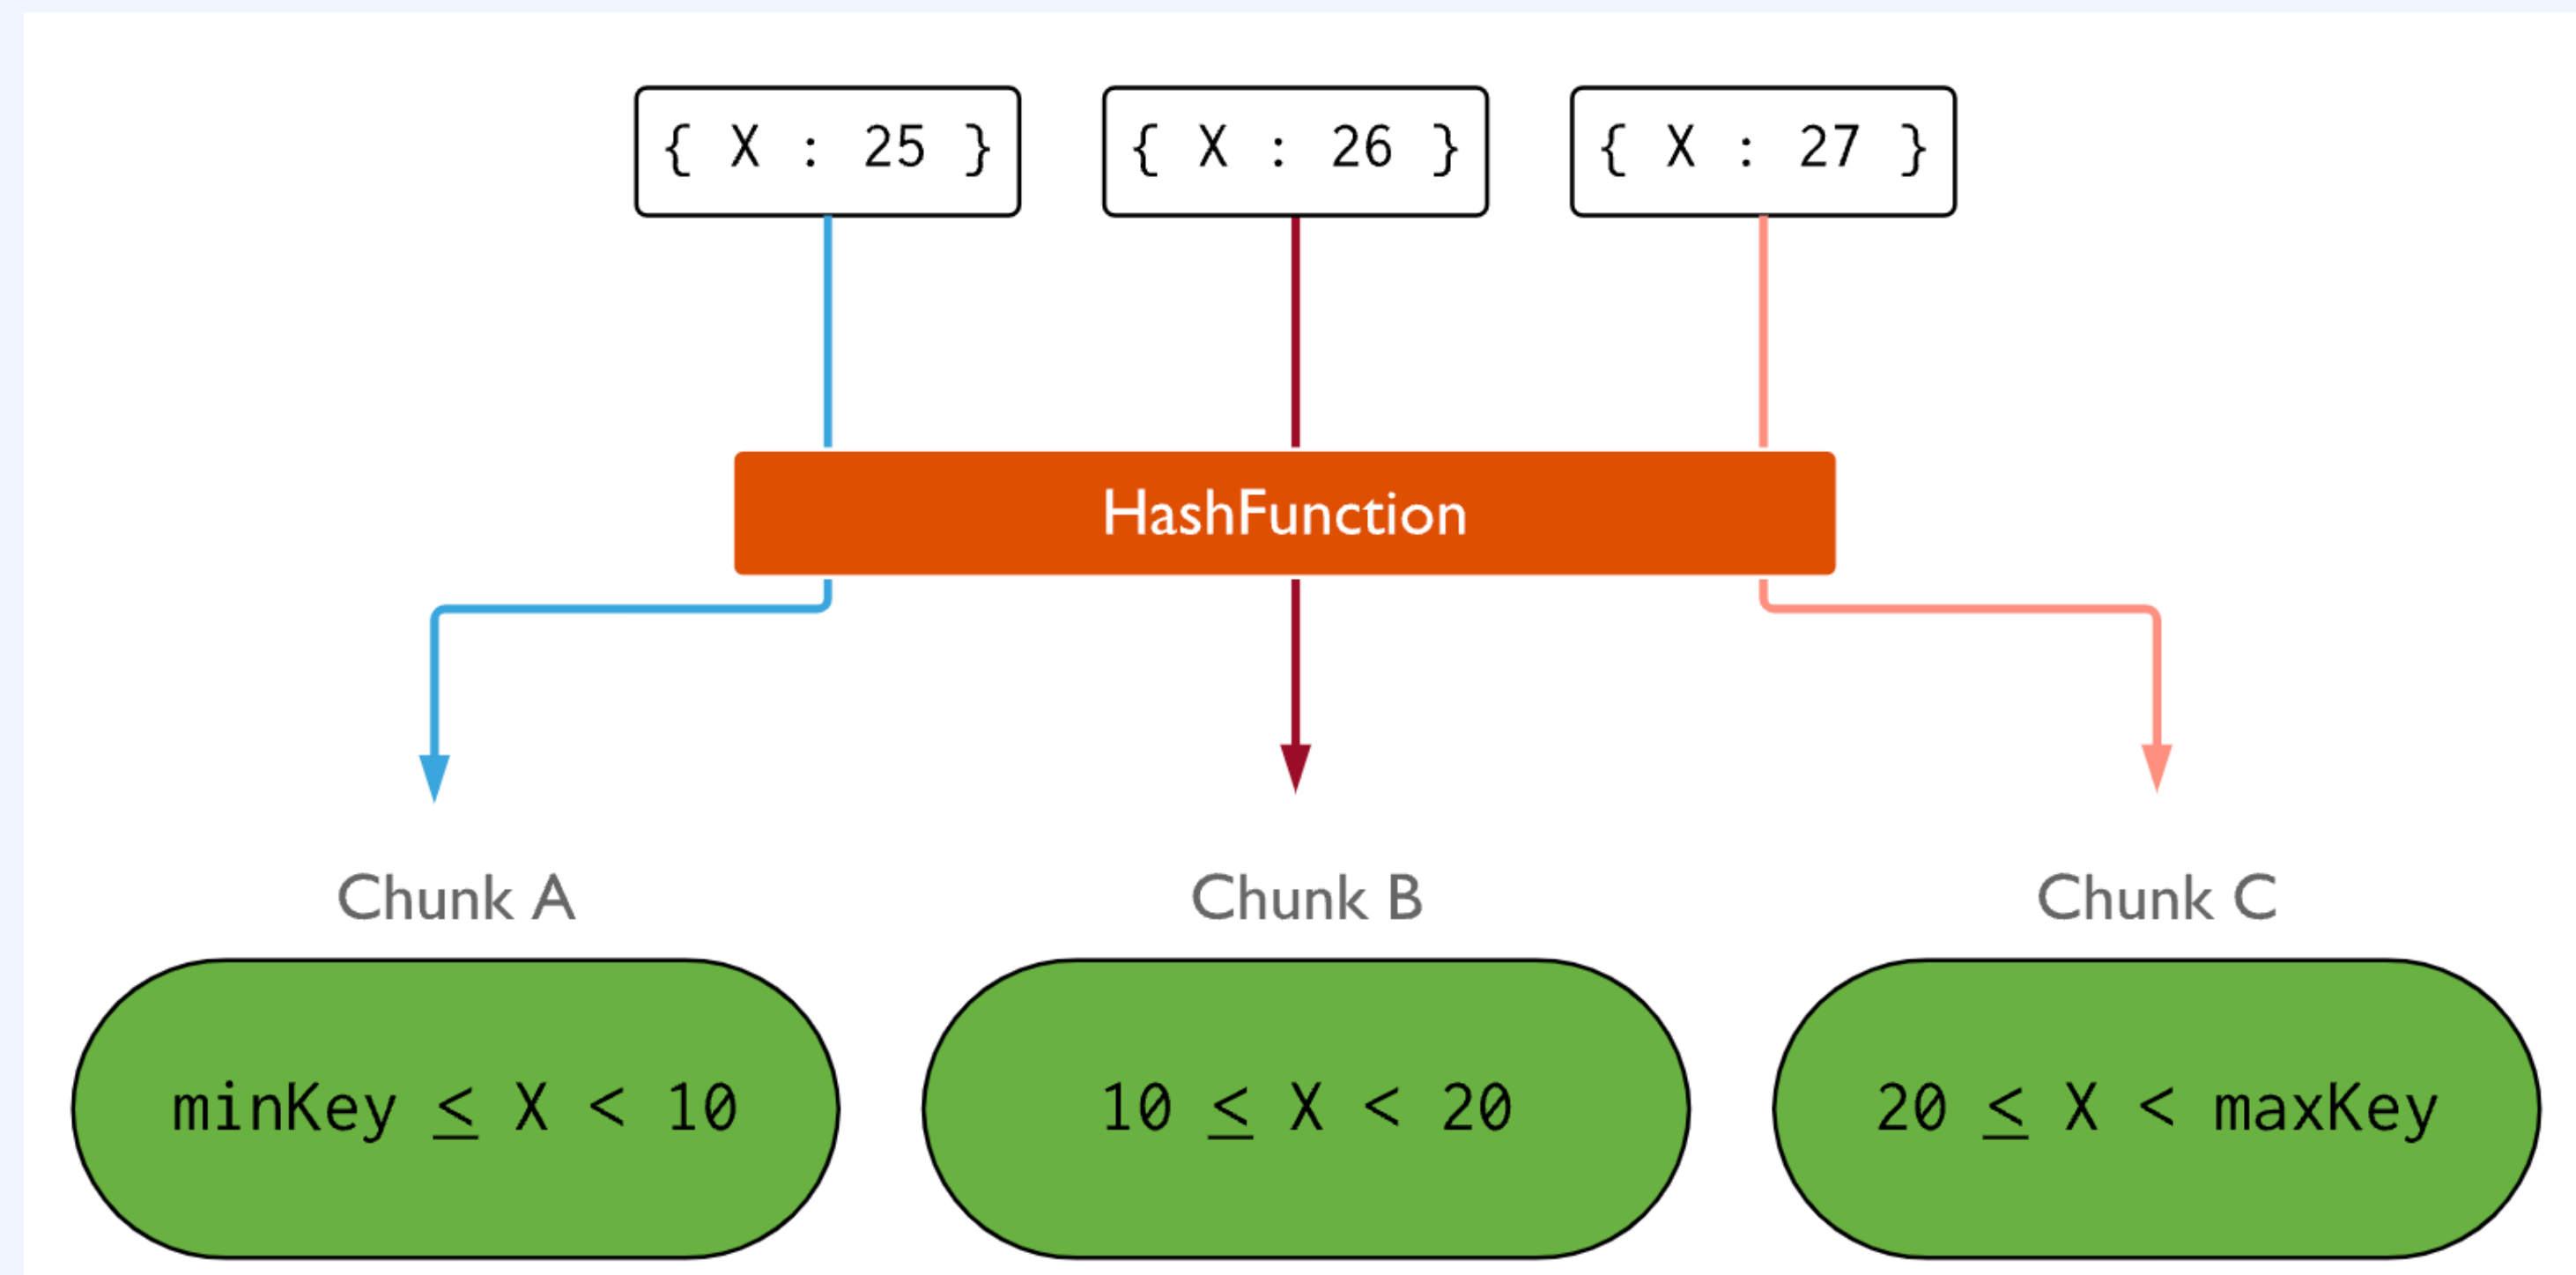 { X : 25 }
{ X : 26 }
{ X : 27 }
HashFunction
Chunk A
Chunk B
Chunk C
minKey ≤ X < 10
10 ≤ X < 20
20 ≤ X < maxKey